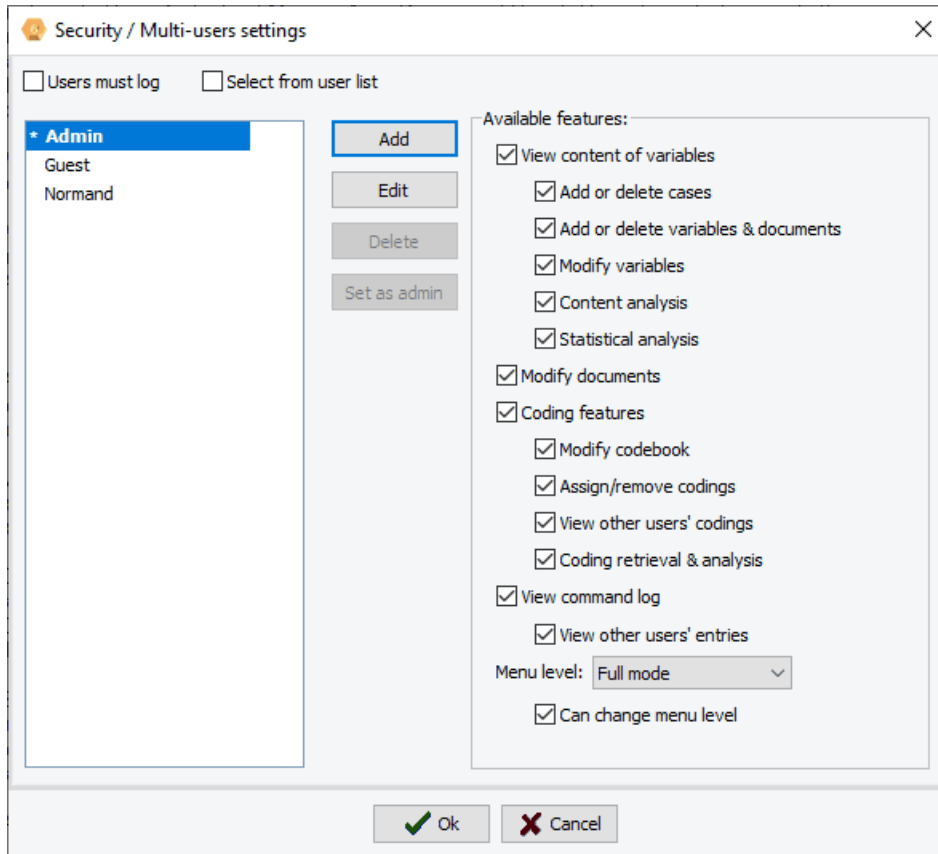 Security / Multi-users settings
Users must log
Select from user list
* Admin
Guest
Normand
Add
Edit
Delete
Set as admin
Available features:
View content of variables
Add or delete cases
Add or delete variables & documents
Modify variables
Content analysis
Statistical analysis
Modify documents
Coding features
Modify codebook
Assign/remove codings
View other users' codings
Coding retrieval & analysis
View command log
View other users' entries
Menu level: Full mode
Can change menu level
Ok
Cancel